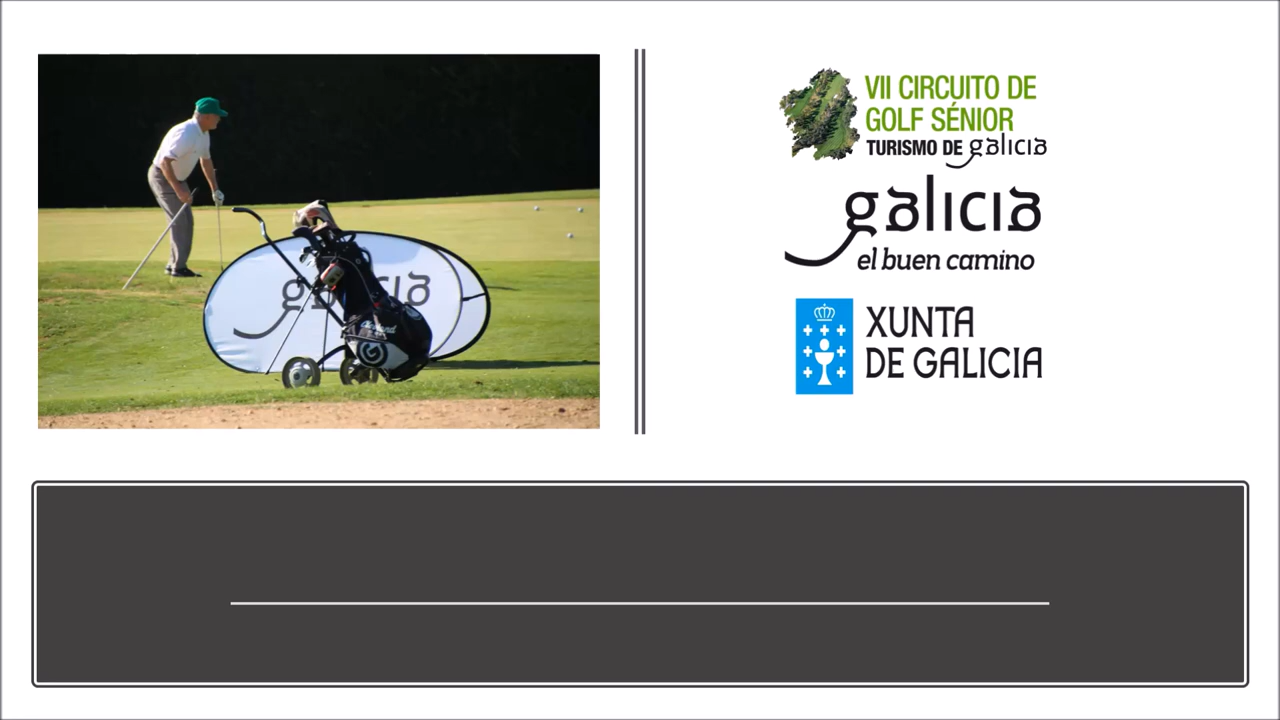 VII CIRCUITO DE
GOLF SÉNIOR
TURISMO DE galicia
galicia
el buen camino
XUNTA
DE GALICIA
galicia